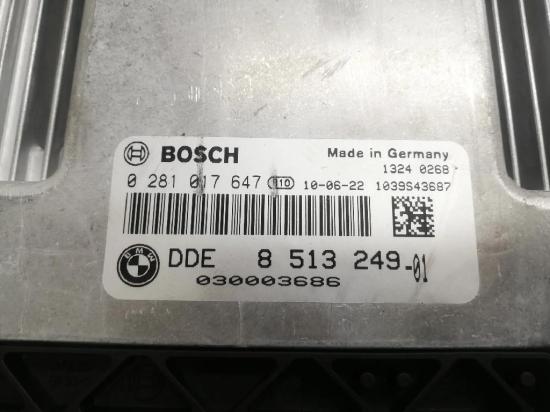 BOSCH Made in Germany
1324 0268
0 281 017 647 10-06-22 1039S43687
BMW DDE 8 513 249-01
030003686